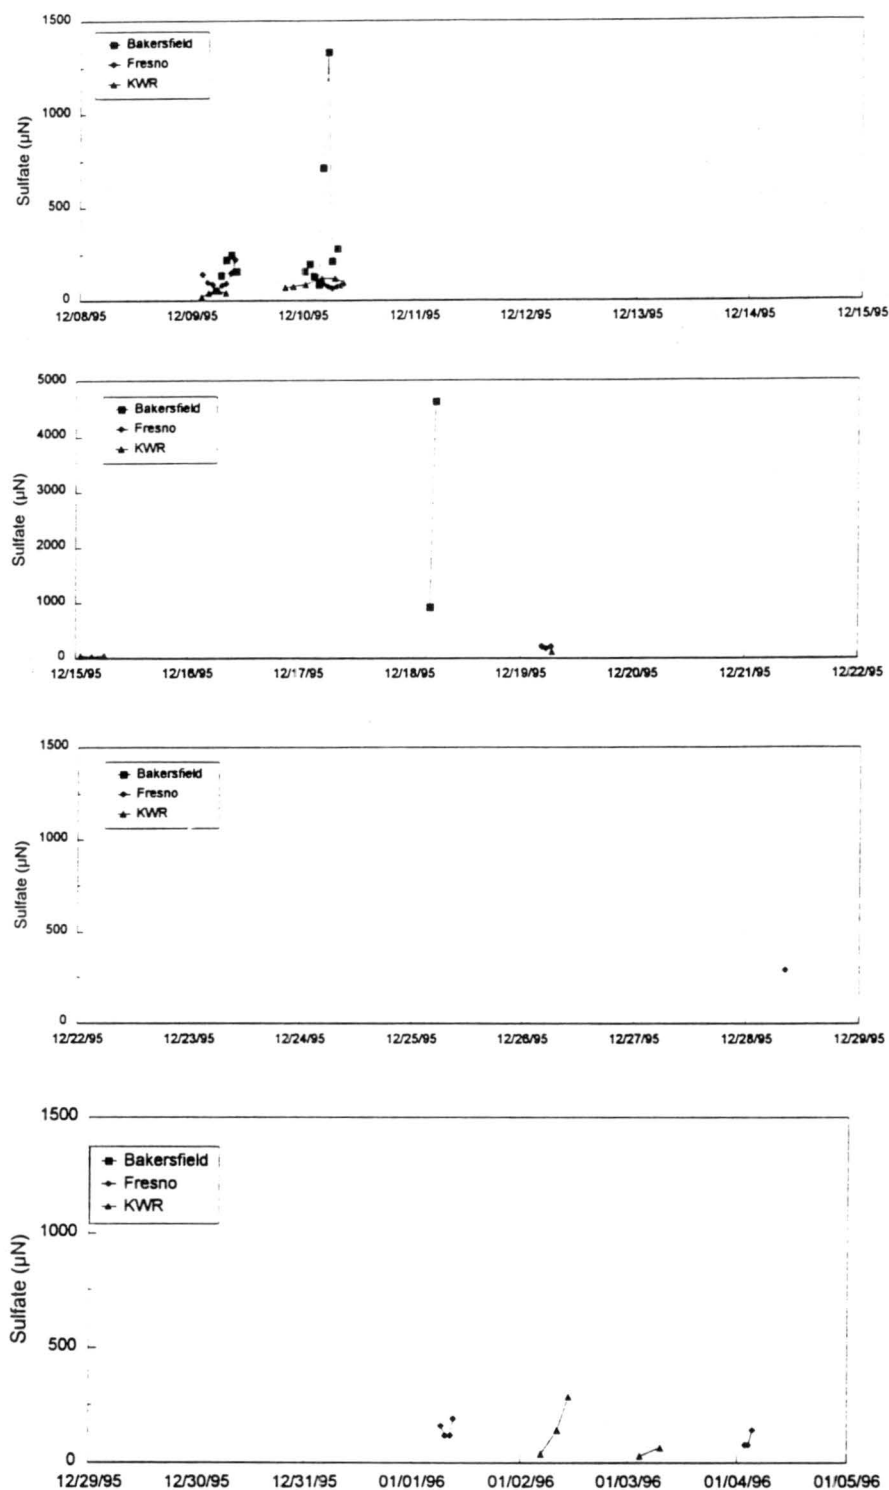 1500
Bakersfield
Fresno
KWR
1000
500
0
Sulfate (µN)
12/08/95 12/09/95 12/10/95 12/11/95 12/12/95 12/13/95 12/14/95 12/15/95
5000
Bakersfield
Fresno
KWR
4000
3000
2000
1000
0
Sulfate (µN)
12/15/95 12/16/95 12/17/95 12/18/95 12/19/95 12/20/95 12/21/95 12/22/95
1500
Bakersfield
Fresno
KWR
1000
500
0
Sulfate (µN)
12/22/95 12/23/95 12/24/95 12/25/95 12/26/95 12/27/95 12/28/95 12/29/95
1500
Bakersfield
Fresno
KWR
1000
500
0
Sulfate (µN)
12/29/95 12/30/95 12/31/95 01/01/96 01/02/96 01/03/96 01/04/96 01/05/96